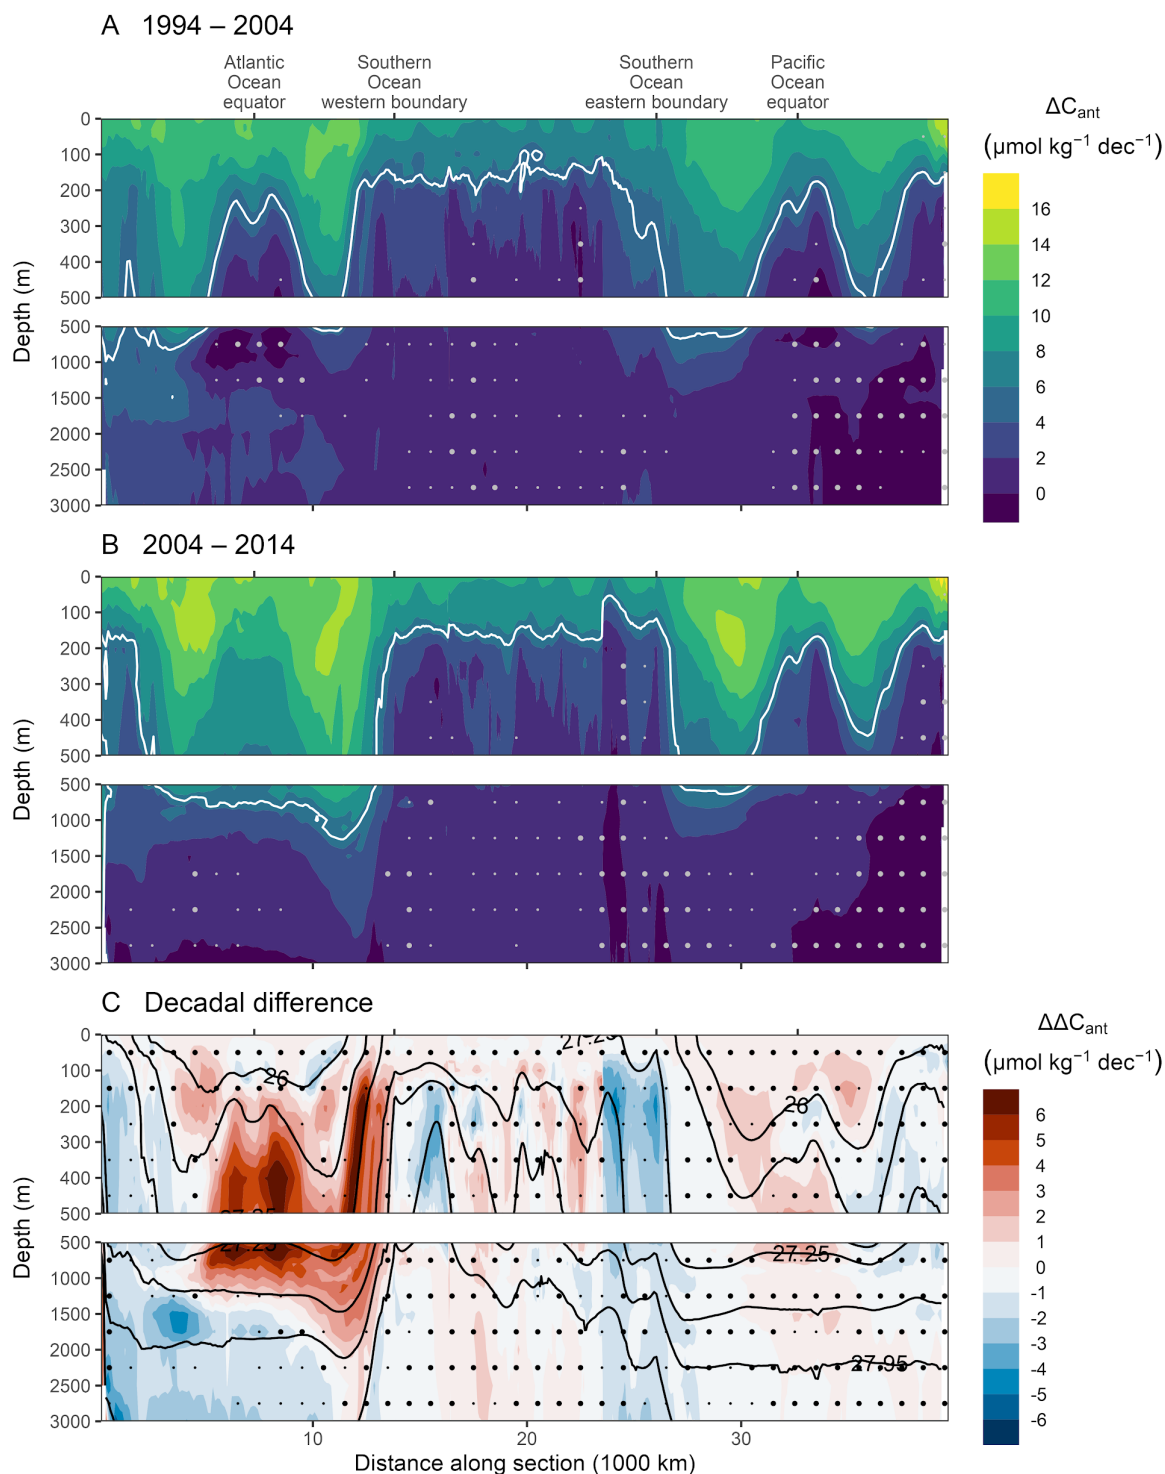 A 1994 – 2004
Atlantic
Ocean
equator
Southern
Ocean
western boundary
Southern
Ocean
eastern boundary
Pacific
Ocean
equator
0
100
200
300
400
500
500
1000
1500
2000
2500
3000
Depth (m)
ΔCant
(μmol kg−1 dec−1)
16
14
12
10
8
6
4
2
0
B 2004 – 2014
0
100
200
300
400
500
500
1000
1500
2000
2500
3000
Depth (m)
C Decadal difference
0
100
200
300
400
500
500
1000
1500
2000
2500
3000
Depth (m)
27.25
26
26
27.25
27.25
27.25
27.95
10
20
30
Distance along section (1000 km)
ΔΔCant
(μmol kg−1 dec−1)
6
5
4
3
2
1
0
-1
-2
-3
-4
-5
-6